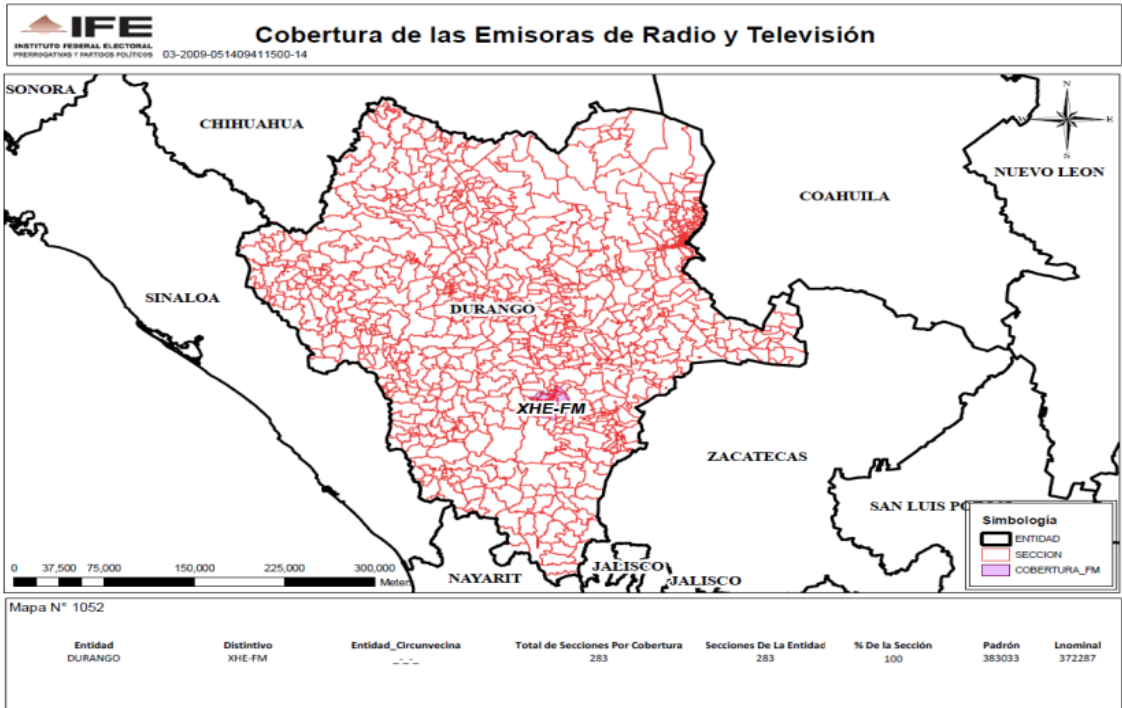 IFE
INSTITUTO FEDERAL ELECTORAL
PRERROGATIVAS Y PARTIDOS POLÍTICOS
03-2009-051409411500-14
Cobertura de las Emisoras de Radio y Televisión
SONORA
CHIHUAHUA
N
W E
S
NUEVO LEON
COAHUILA
SINALOA
DURANGO
XHE-FM
ZACATECAS
SAN LUIS
NAYARIT
JALISCO
JALISCO
0 37,500 75,000 150,000 225,000 300,000
Meters
Simbología
ENTIDAD
SECCION
COBERTURA_FM
Mapa N° 1052
Entidad Distintivo Entidad_Circunvecina Total de Secciones Por Cobertura Secciones De La Entidad % De la Sección Padrón Lnominal
DURANGO XHE-FM _-_-_ 283 283 100 383033 372287